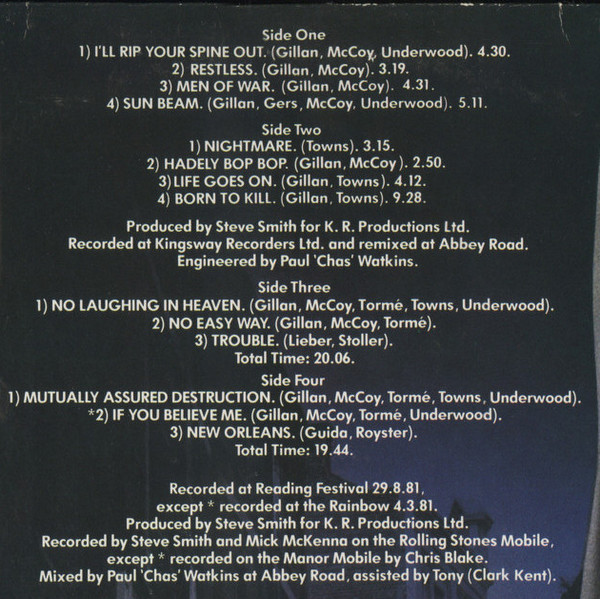 Side One
1) I'LL RIP YOUR SPINE OUT. (Gillan, McCoy, Underwood). 4.30.
2) RESTLESS. (Gillan, McCoy). 3.19.
3) MEN OF WAR. (Gillan, McCoy). 4.31.
4) SUN BEAM. (Gillan, Gers, McCoy, Underwood). 5.11.
Side Two
1) NIGHTMARE. (Towns). 3.15.
2) HADELY BOP BOP. (Gillan, McCoy). 2.50.
3) LIFE GOES ON. (Gillan, Towns). 4.12.
4) BORN TO KILL. (Gillan, Towns). 9.28.
Produced by Steve Smith for K. R. Productions Ltd.
Recorded at Kingsway Recorders Ltd. and remixed at Abbey Road.
Engineered by Paul 'Chas' Watkins.
Side Three
1) NO LAUGHING IN HEAVEN. (Gillan, McCoy, Tormé, Towns, Underwood).
2) NO EASY WAY. (Gillan, McCoy, Tormé).
3) TROUBLE. (Lieber, Stoller).
Total Time: 20.06.
Side Four
1) MUTUALLY ASSURED DESTRUCTION. (Gillan, McCoy, Tormé, Towns, Underwood).
*2) IF YOU BELIEVE ME. (Gillan, McCoy, Tormé, Underwood).
3) NEW ORLEANS. (Guida, Royster).
Total Time: 19.44.
Recorded at Reading Festival 29.8.81,
except * recorded at the Rainbow 4.3.81.
Produced by Steve Smith for K. R. Productions Ltd.
Recorded by Steve Smith and Mick McKenna on the Rolling Stones Mobile,
except * recorded on the Manor Mobile by Chris Blake.
Mixed by Paul 'Chas' Watkins at Abbey Road, assisted by Tony (Clark Kent).